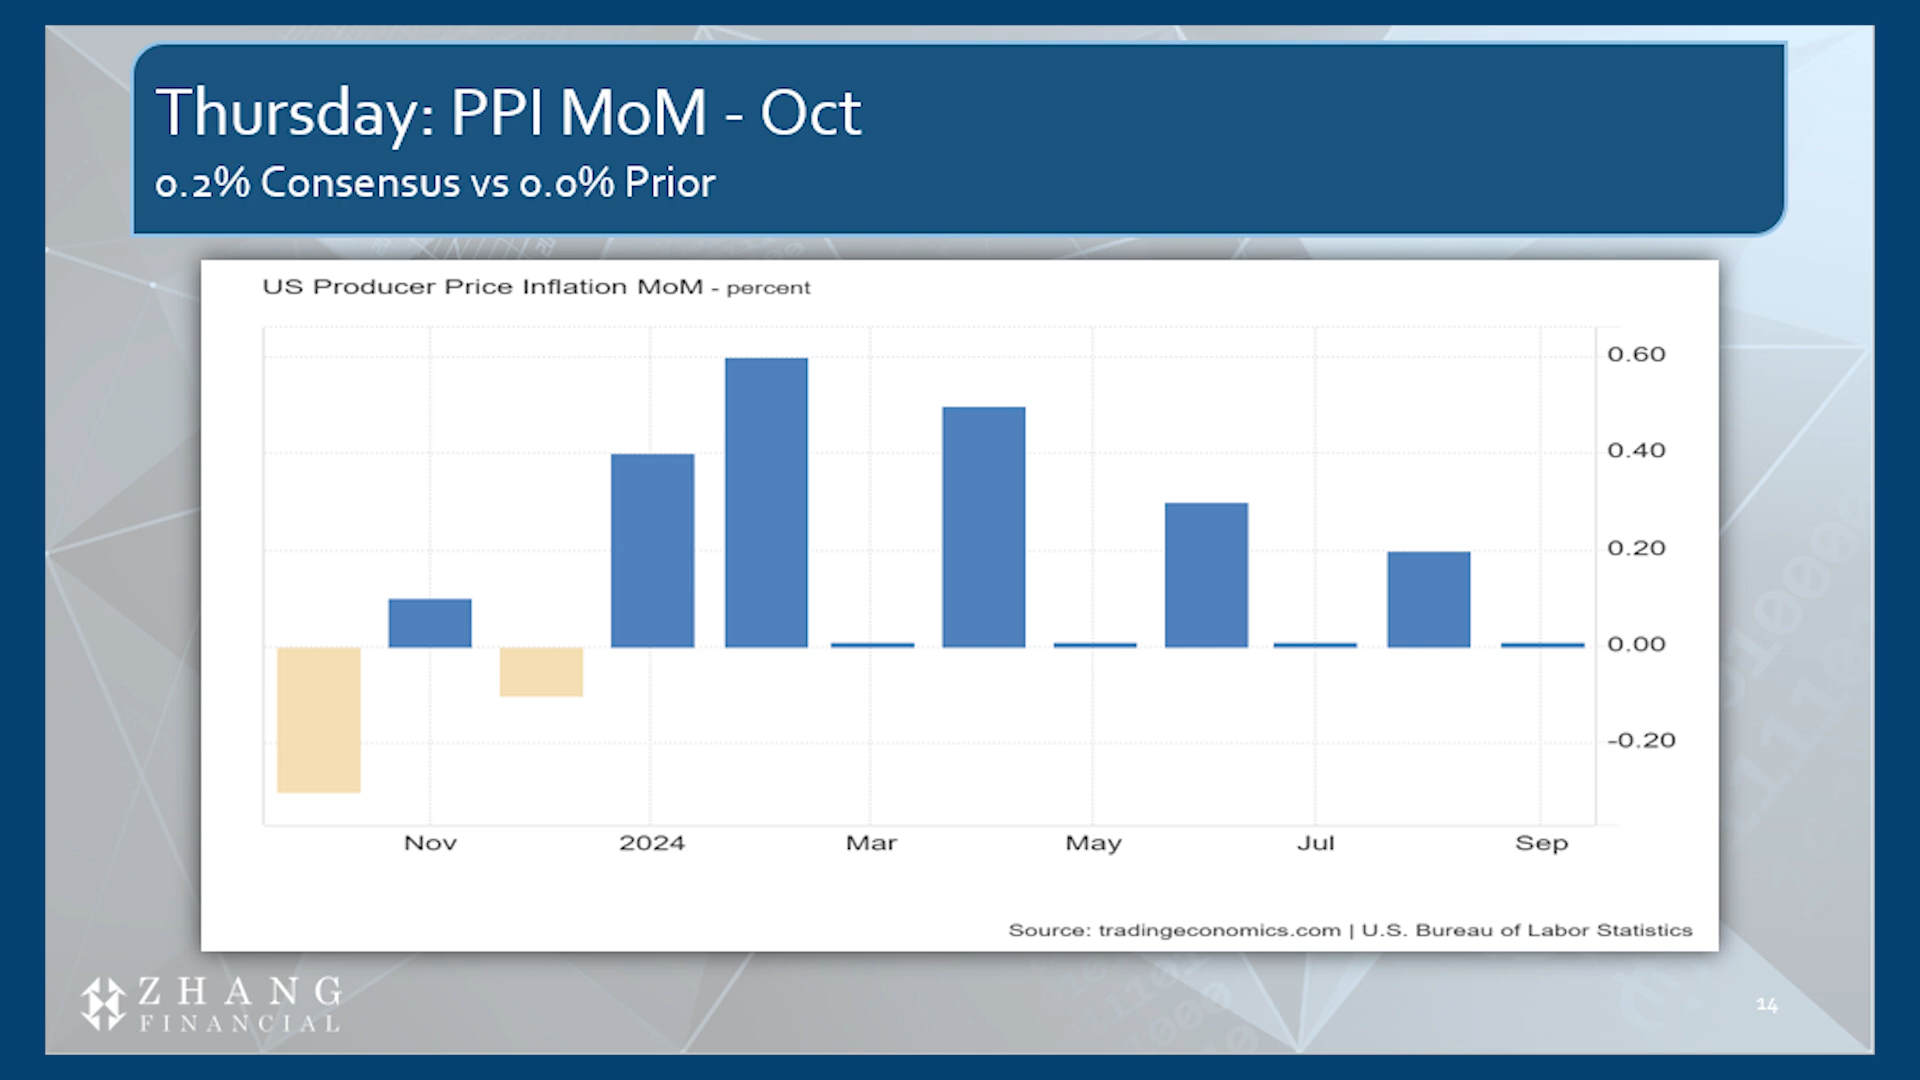 Thursday: PPI MoM - Oct
0.2% Consensus vs 0.0% Prior
US Producer Price Inflation MoM - percent
0.60
0.40
0.20
0.00
-0.20
Nov 2024 Mar May Jul Sep
Source: tradingeconomics.com | U.S. Bureau of Labor Statistics
ZHANG
FINANCIAL
14